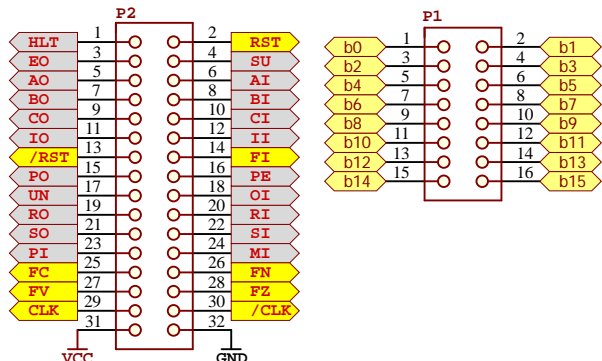 P2
HLT 1 2 RST
EO 3 4 SU
AO 5 6 AI
BO 7 8 BI
CO 9 10 CI
IO 11 12 II
/RST 13 14 FI
PO 15 16 PE
UN 17 18 OI
RO 19 20 RI
SO 21 22 SI
PI 23 24 MI
FC 25 26 FN
FV 27 28 FZ
CLK 29 30 /CLK
31 32
VCC GND
P1
b0 1 2 b1
b2 3 4 b3
b4 5 6 b5
b6 7 8 b7
b8 9 10 b9
b10 11 12 b11
b12 13 14 b13
b14 15 16 b15